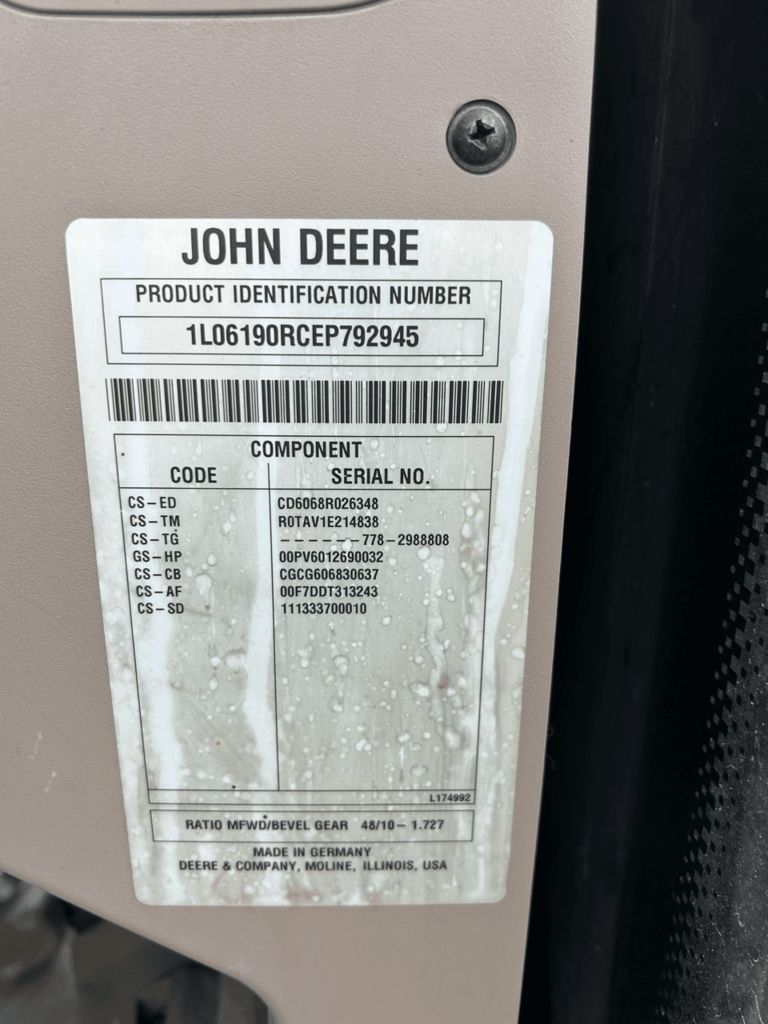 JOHN DEERE
PRODUCT IDENTIFICATION NUMBER
1L06190RCEP792945
COMPONENT
CODE SERIAL NO.
CS-ED CD6068R026348
CS-TM R0TAV1E214838
CS-TG ------778-2988808
GS-HP 00PV6012690032
CS-CB CGCG606830637
CS-AF 00F7DDT313243
CS-SD 111333700010
L174992
RATIO MFWD/BEVEL GEAR 48/10-1.727
MADE IN GERMANY
DEERE & COMPANY, MOLINE, ILLINOIS, USA